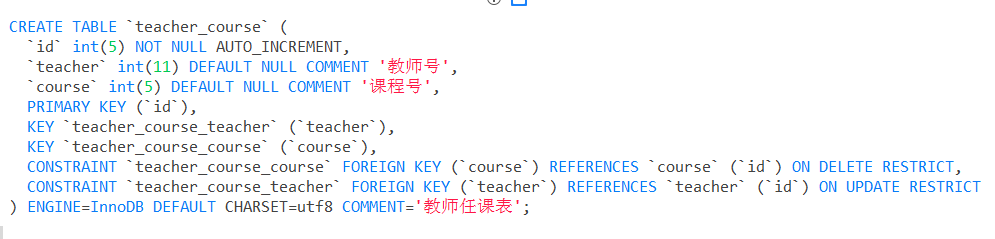 CREATE TABLE `teacher_course` (
  `id` int(5) NOT NULL AUTO_INCREMENT,
  `teacher` int(11) DEFAULT NULL COMMENT '教师号',
  `course` int(5) DEFAULT NULL COMMENT '课程号',
  PRIMARY KEY (`id`),
  KEY `teacher_course_teacher` (`teacher`),
  KEY `teacher_course_course` (`course`),
  CONSTRAINT `teacher_course_course` FOREIGN KEY (`course`) REFERENCES `course` (`id`) ON DELETE RESTRICT,
  CONSTRAINT `teacher_course_teacher` FOREIGN KEY (`teacher`) REFERENCES `teacher` (`id`) ON UPDATE RESTRICT
) ENGINE=InnoDB DEFAULT CHARSET=utf8 COMMENT='教师任课表';